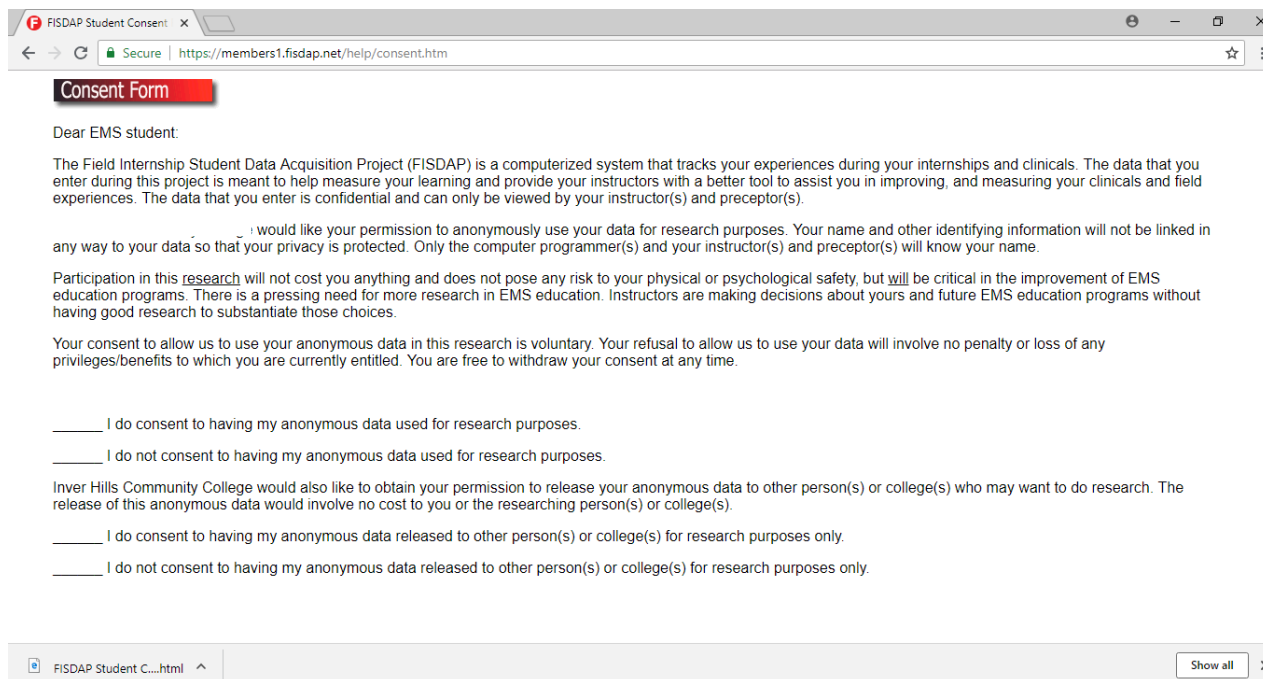 FISDAP Student Consent
Secure | https://members1.fisdap.net/help/consent.htm
Consent Form
Dear EMS student:
The Field Internship Student Data Acquisition Project (FISDAP) is a computerized system that tracks your experiences during your internships and clinicals. The data that you
enter during this project is meant to help measure your learning and provide your instructors with a better tool to assist you in improving, and measuring your clinicals and field
experiences. The data that you enter is confidential and can only be viewed by your instructor(s) and preceptor(s).
would like your permission to anonymously use your data for research purposes. Your name and other identifying information will not be linked in
any way to your data so that your privacy is protected. Only the computer programmer(s) and your instructor(s) and preceptor(s) will know your name.
Participation in this research will not cost you anything and does not pose any risk to your physical or psychological safety, but will be critical in the improvement of EMS
education programs. There is a pressing need for more research in EMS education. Instructors are making decisions about yours and future EMS education programs without
having good research to substantiate those choices.
Your consent to allow us to use your anonymous data in this research is voluntary. Your refusal to allow us to use your data will involve no penalty or loss of any
privileges/benefits to which you are currently entitled. You are free to withdraw your consent at any time.
______ I do consent to having my anonymous data used for research purposes.
______ I do not consent to having my anonymous data used for research purposes.
Inver Hills Community College would also like to obtain your permission to release your anonymous data to other person(s) or college(s) who may want to do research. The
release of this anonymous data would involve no cost to you or the researching person(s) or college(s).
______ I do consent to having my anonymous data released to other person(s) or college(s) for research purposes only.
______ I do not consent to having my anonymous data released to other person(s) or college(s) for research purposes only.
FISDAP Student C....html
Show all